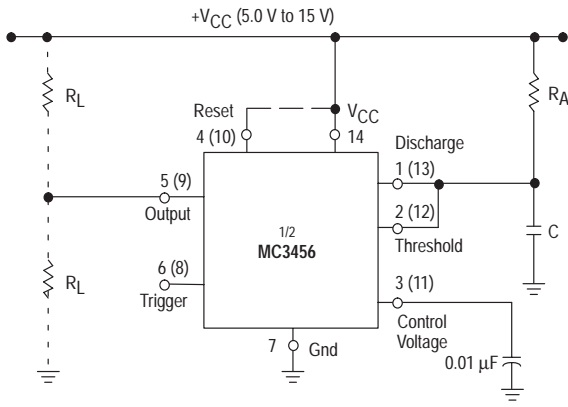 +VCC (5.0 V to 15 V)
RL
Reset
4 (10)
VCC
14
RA
Discharge
1 (13)
5 (9)
Output
1/2
MC3456
2 (12)
Threshold
C
RL
6 (8)
Trigger
3 (11)
Control
Voltage
7
Gnd
0.01 µF